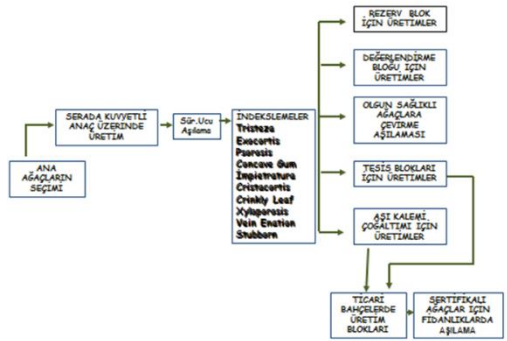 ANA
AĞAÇLARIN
SEÇIMI
SERADA KUVVETLİ
ANAÇ ÜZERİNDE
ÜRETİM
Sür.Ucu
Aşılama
İNDEKSLEMELER
Tristeza
Exocortis
Psorosis
Concave Gum
İmpietratura
Cristacortis
Crinkly Leaf
Xyloporosis
Vein Enation
Stubborn
REZERV BLOK
İÇİN ÜRETİMLER
DEĞERLENDİRME
BLOĞU İÇİN
ÜRETİMLER
OLGUN SAĞLIKLI
AĞAÇLARA
ÇEVİRME
AŞILAMASI
TESİS BLOKLARI
İÇİN ÜRETİMLER
AŞI KALEMİ
ÇOĞALTIMI İÇİN
ÜRETİMLER
TİCARİ
BAHÇELERDE
ÜRETİM
BLOKLARI
SERTİFİKALI
AĞAÇLAR İÇİN
FİDANLIKLARDA
AŞILAMA